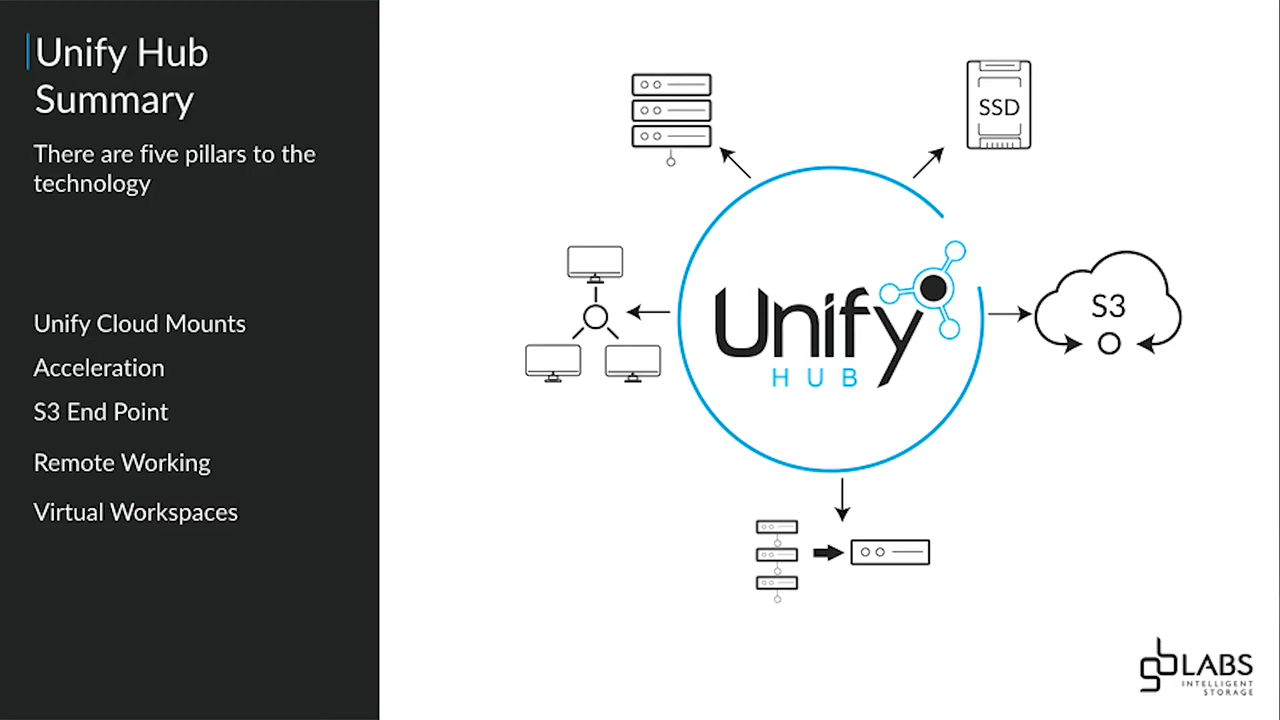 Unify Hub
Summary
There are five pillars to the
technology
Unify Cloud Mounts
Acceleration
S3 End Point
Remote Working
Virtual Workspaces
SSD
S3
Unify
HUB
gb LABS
INTELLIGENT
STORAGE